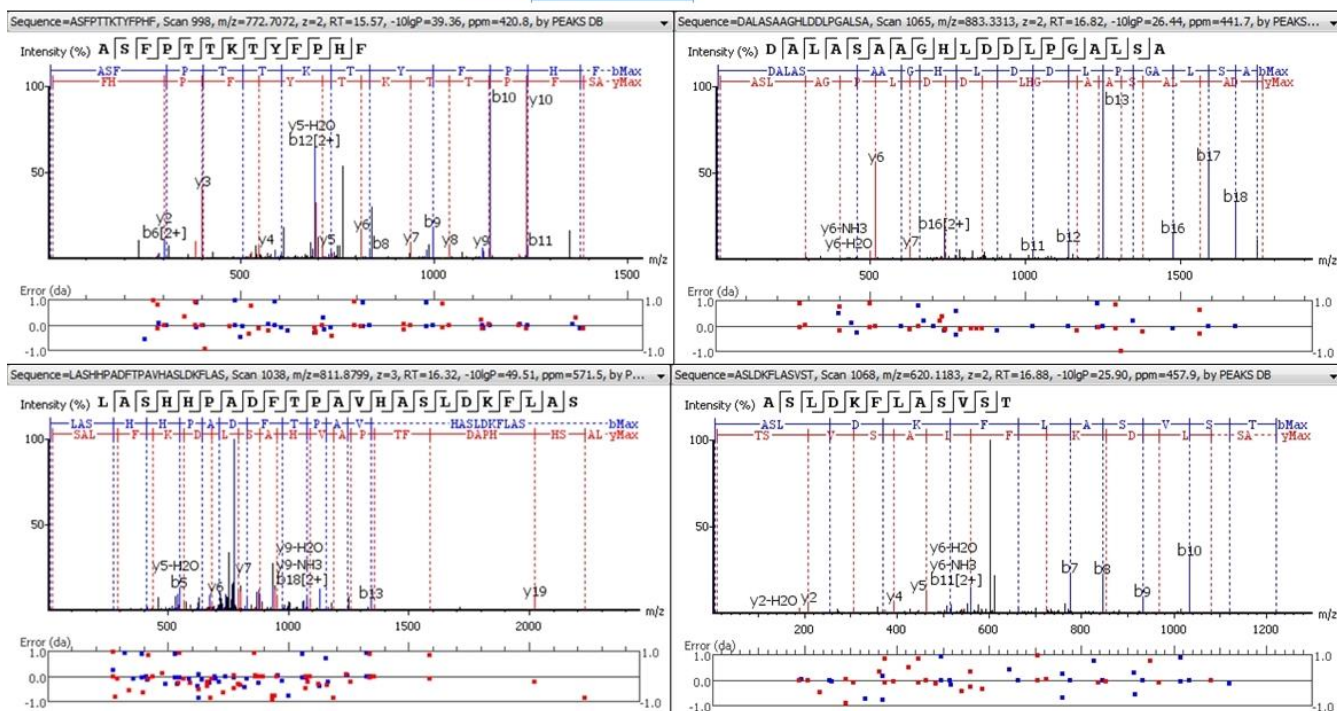 Sequence=ASFPTTKTYFPHF, Scan 998, m/z=772.7072, z=2, RT=15.57, -10lgP=39.36, ppm=420.8, by PEAKS DB
Intensity (%) A S F P T T K T Y F P H F
ASF P T T K T Y F P H F bMax
FH P F Y T K T T P F SA yMax
100
b10 y10
y5-H2O
b12[2+]
50
y3
y2
b6[2+] y4 y5 y6 b8 y7 b9 y8 y9 b11
500 1000 1500 m/z
Error (da)
1.0 1.0
0.0 0.0
-1.0 -1.0
Sequence=DALASAAGHLDDLPGALSA, Scan 1065, m/z=883.3313, z=2, RT=16.82, -10lgP=26.44, ppm=441.7, by PEAKS...
Intensity (%) D A L A S A A G H L D D L P G A L S A
DALAS A A G H L D D L P GA L S A bMax
ASL AG P L D D LHG A A S AL AD yMax
100
b13
y6 b17
50
b18
y6-NH3 b16[2+]
y6-H2O y7 b11 b12 b16
500 1000 1500 m/z
Error (da)
1.0 1.0
0.0 0.0
-1.0 -1.0
Sequence=LASHHPADFTPAVHASLDKFLAS, Scan 1038, m/z=811.8799, z=3, RT=16.32, -10lgP=49.51, ppm=571.5, by P...
Intensity (%) L A S H H P A D F T P A V H A S L D K F L A S
LAS H H P A D F T P A V HASLDKFLAS bMax
SAL F K D L S A H V A P TF DAPH HS AL yMax
100
50
y9-H2O
y5-H2O y9-NH3
b5 y6 y7 b18[2+] b13 y19
500 1000 1500 2000 m/z
Error (da)
1.0 1.0
0.0 0.0
-1.0 -1.0
Sequence=ASLDKFLASVST, Scan 1068, m/z=620.1183, z=2, RT=16.88, -10lgP=25.90, ppm=457.9, by PEAKS DB
Intensity (%) A S L D K F L A S V S T
ASL D K F L A S V S T bMax
TS V S A L F K D L SA yMax
100
50
y6-H2O b10
y6-NH3 b7 b8
y2-H2O y2 y4 y5 b11[2+] b9
200 400 600 800 1000 1200 m/z
Error (da)
1.0 1.0
0.0 0.0
-1.0 -1.0